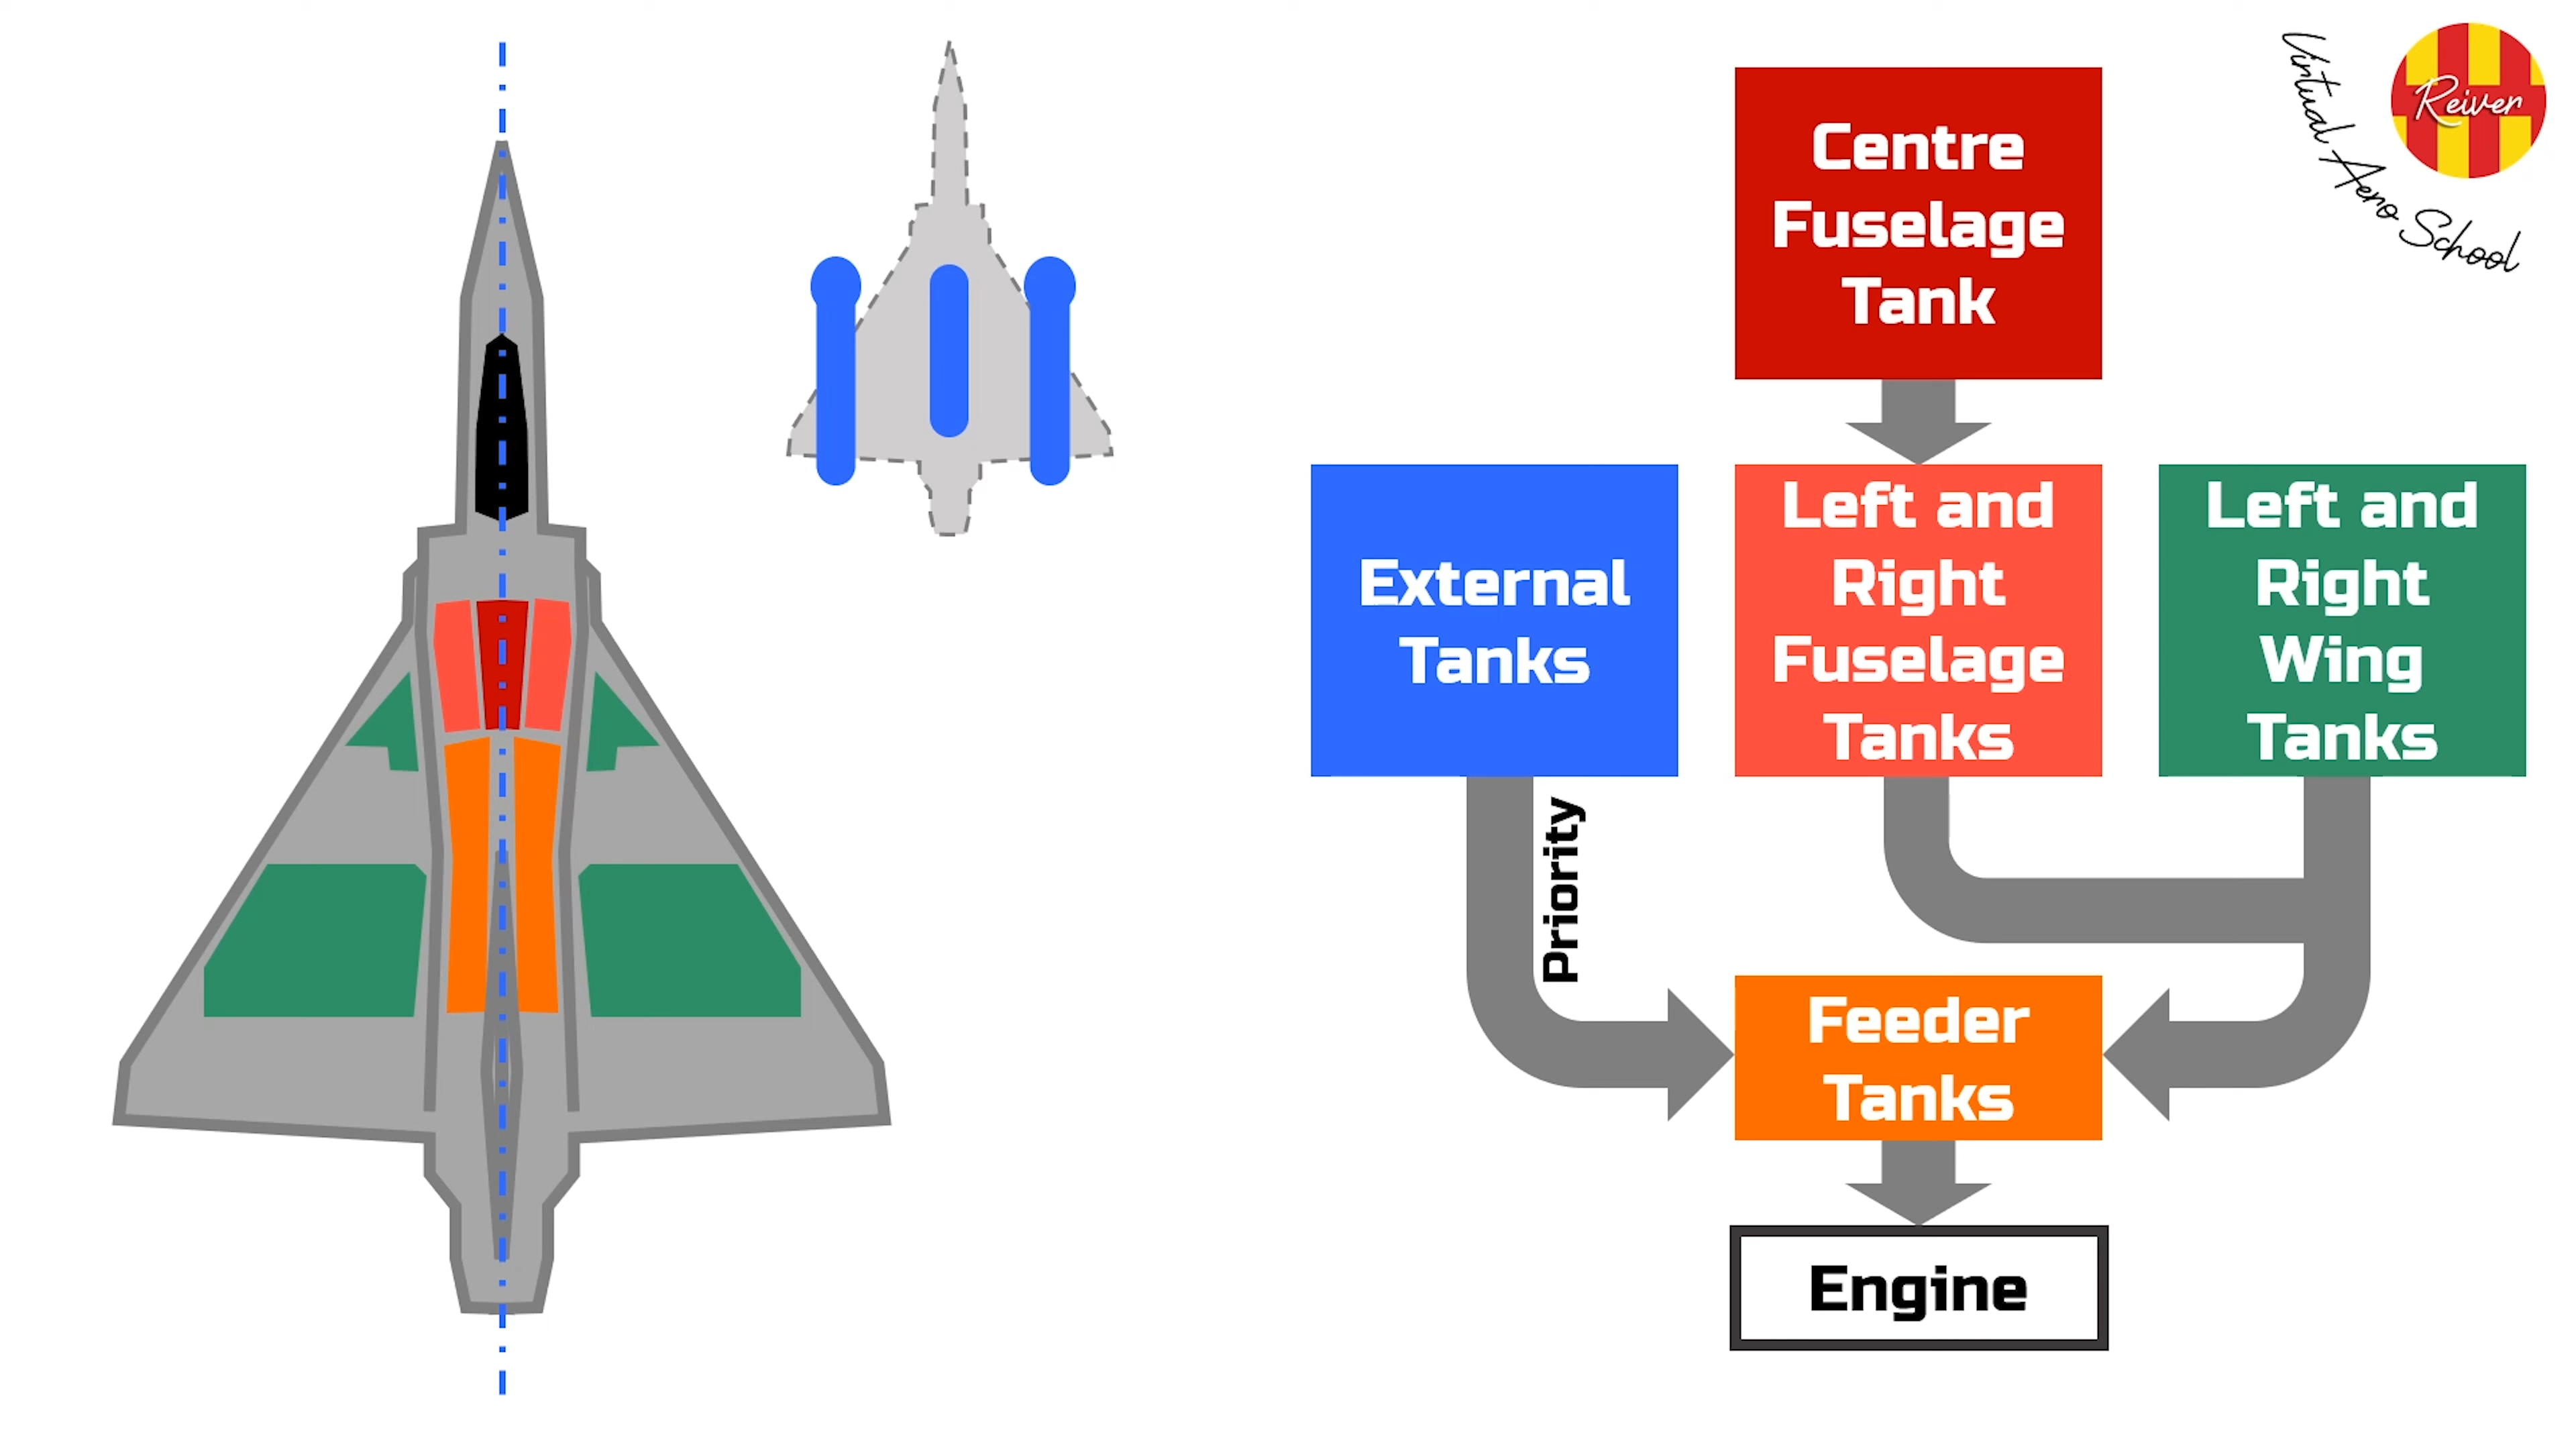 Virtual Aero School
Reiver
Centre
Fuselage
Tank
External
Tanks
Left and
Right
Fuselage
Tanks
Left and
Right
Wing
Tanks
Priority
Feeder
Tanks
Engine